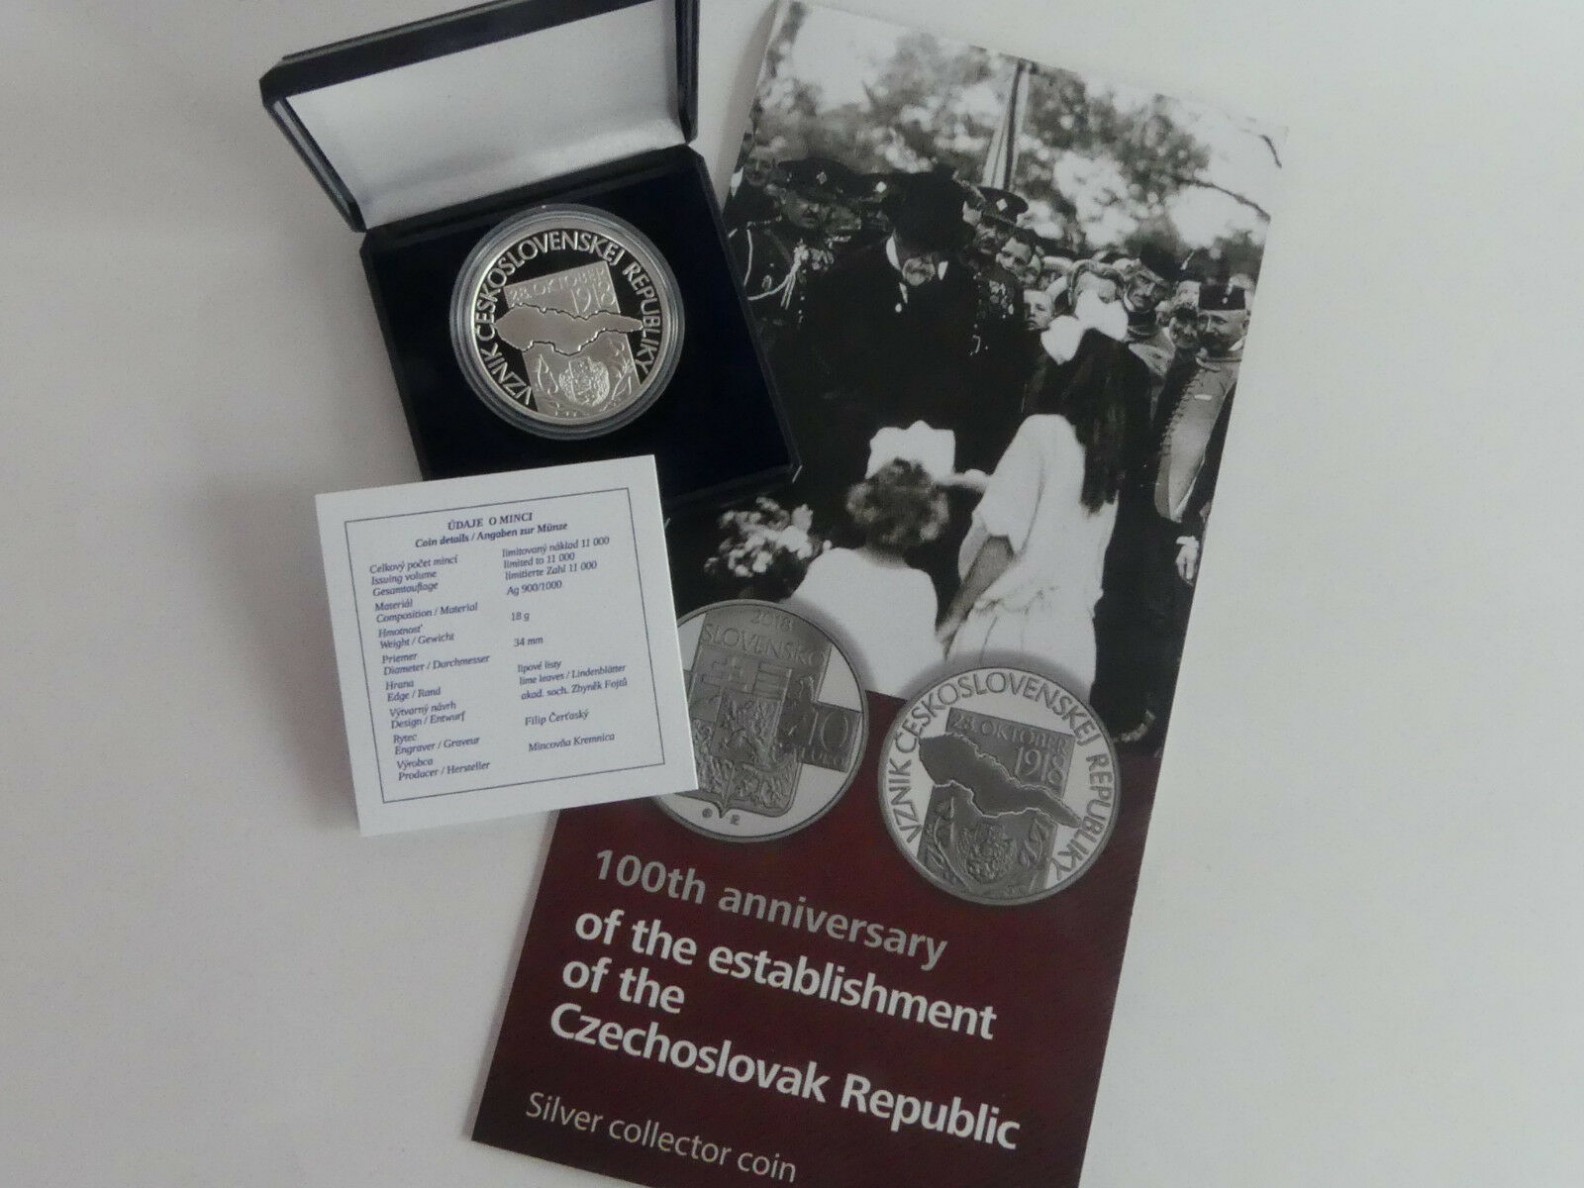 VZNIK ČESKOSLOVENSKEJ REPUBLIKY
28. OKTÓBER
1918
ÚDAJE O MINCI
Coin details / Angaben zur Münze
Celkový počet mincí
Issuing volume
Gesamtauflage
limitovaný náklad 11 000
limited to 11 000
limitierte Zahl 11 000
Materiál
Composition / Material
Ag 900/1000
Hmotnosť
Weight / Gewicht
18 g
Priemer
Diameter / Durchmesser
34 mm
Hrana
Edge / Rand
lipové listy
lime leaves / Lindenblätter
Výtvarný návrh
Design / Entwurf
akad. soch. Zbyněk Fojtů
Rytec
Engraver / Graveur
Filip Čerťaský
Výrobca
Producer / Hersteller
Mincovňa Kremnica
2018
SLOVENSKO
10
VZNIK ČESKOSLOVENSKEJ REPUBLIKY
28. OKTÓBER
1918
100th anniversary
of the establishment
of the
Czechoslovak Republic
Silver collector coin